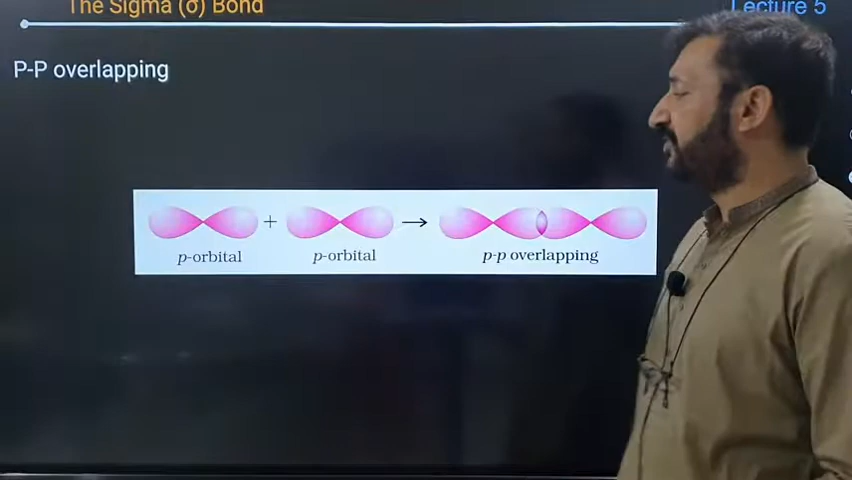 The Sigma (σ) Bond
Lecture 5
P-P overlapping
+
p-orbital
p-orbital
p-p overlapping